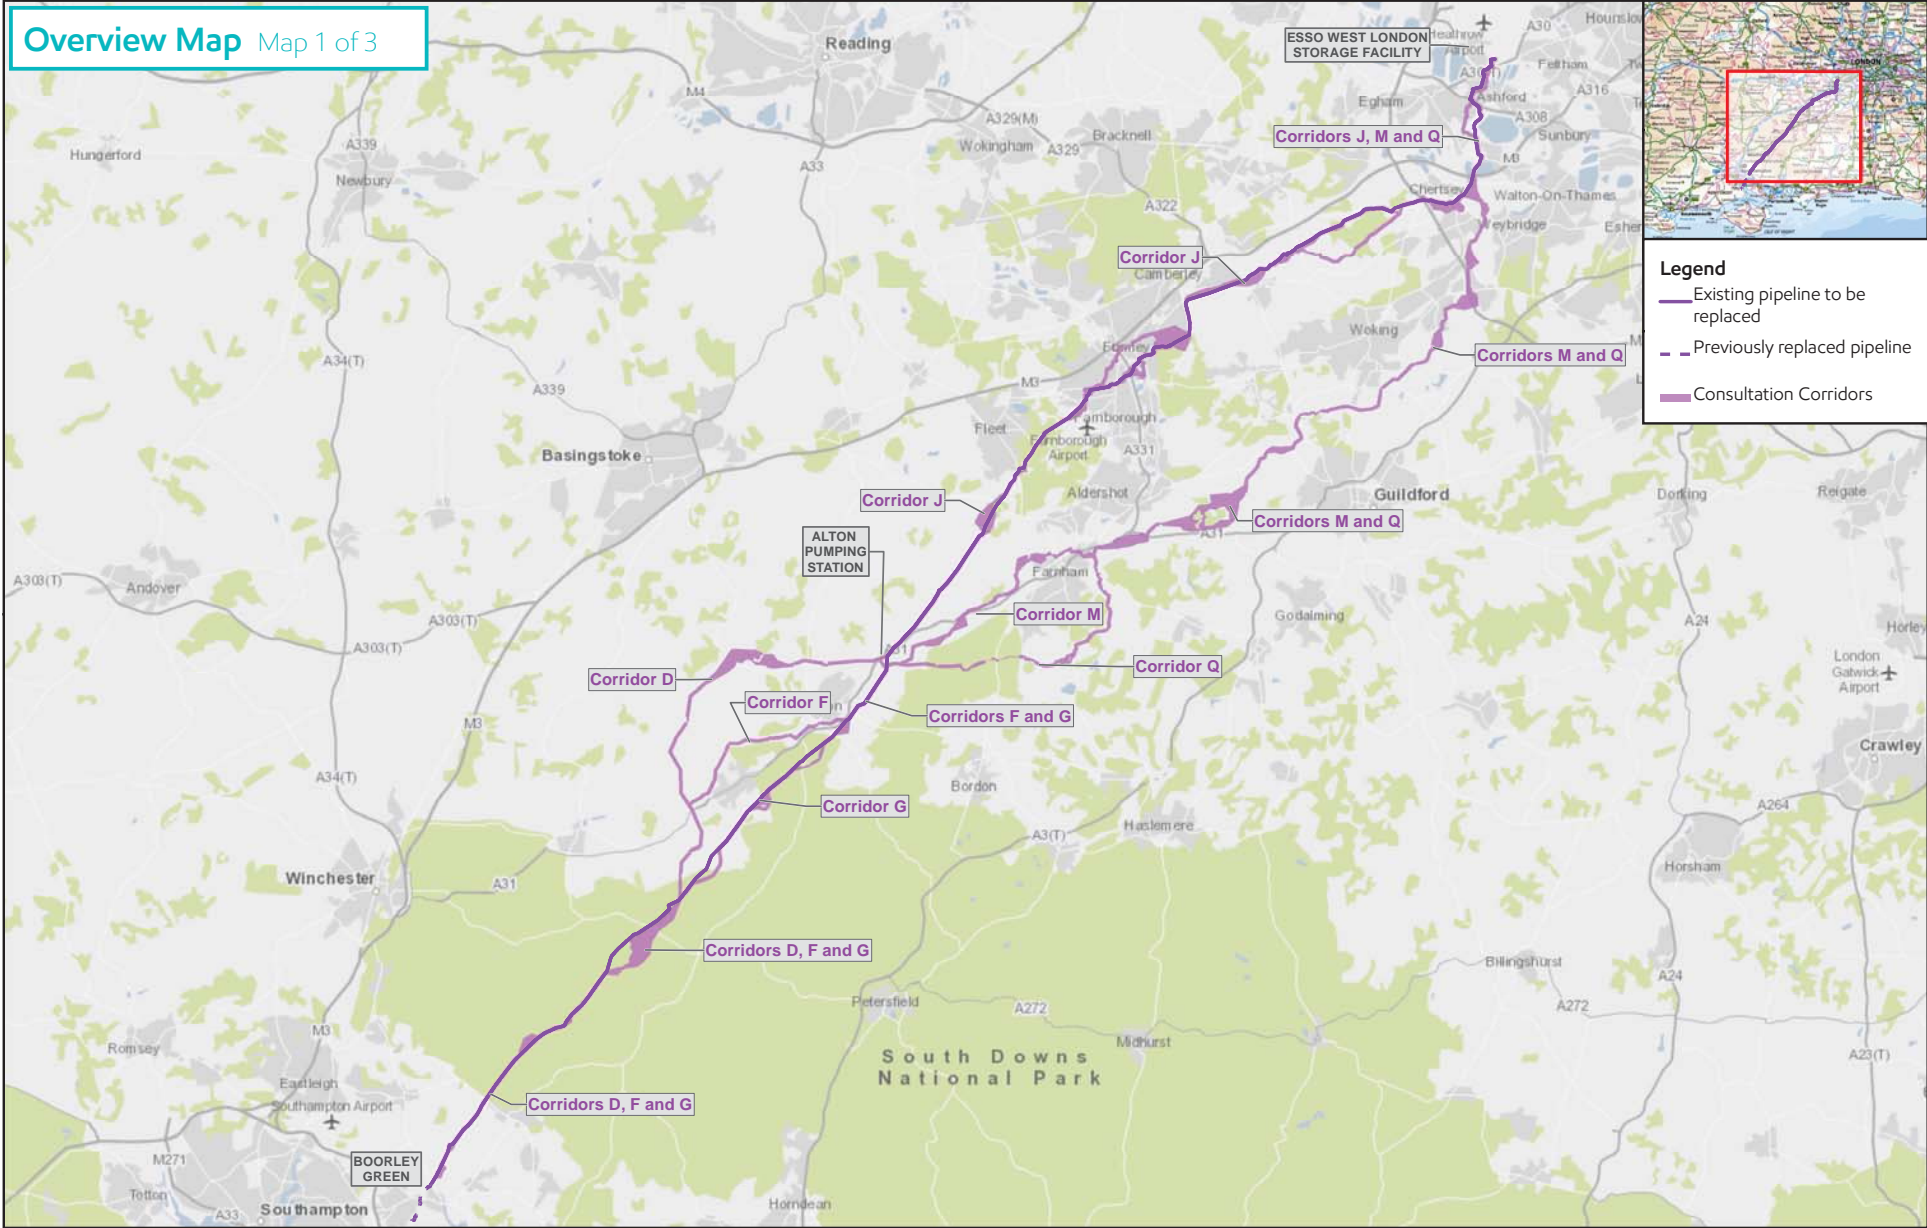 Overview Map Map 1 of 3
Reading
ESSO WEST LONDON
STORAGE FACILITY
Heathrow
Airport
A30
Feltham
A316
Egham
Ashford
A308
Sunbury
M4
A329(M)
Bracknell
Wokingham
A329
Corridors J, M and Q
M3
Hungerford
A339
Newbury
A33
Chertsey
Walton-On-Thames
A322
Weybridge
Esher
Corridor J
Camberley
LONDON
Legend
Existing pipeline to be
replaced
Previously replaced pipeline
Consultation Corridors
Woking
Corridors M and Q
A34(T)
A339
M3
Fleet
Farnborough
Airport
A331
Basingstoke
Aldershot
Guildford
Dorking
Reigate
Corridor J
Corridors M and Q
A31
ALTON
PUMPING
STATION
Farnham
A303(T)
Andover
A303(T)
A303(T)
Corridor M
Godalming
A24
Horley
London
Gatwick
Airport
Corridor Q
Corridor D
Corridor F
Corridors F and G
M3
Crawley
A34(T)
Bordon
Corridor G
A264
A3(T)
Haslemere
Horsham
Winchester
A31
Corridors D, F and G
Billingshurst
A24
Petersfield
A272
A272
M3
Romsey
Midhurst
A23(T)
South Downs
National Park
Eastleigh
Southampton Airport
Corridors D, F and G
M271
BOORLEY
GREEN
Totton
A33
Southampton
Horndean